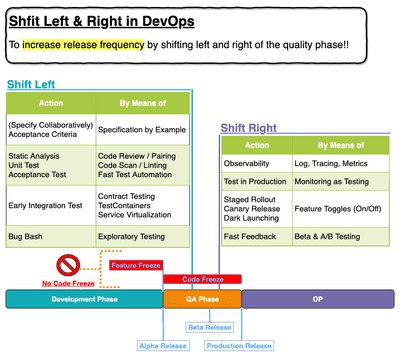 Shfit Left & Right in DevOps
To increase release frequency by shifting left and right of the quality phase!!
Shift Left
Action
By Means of
(Specify Collaboratively)
Acceptance Criteria
Specification by Example
Static Analysis
Unit Test
Acceptance Test
Code Review / Pairing
Code Scan / Linting
Fast Test Automation
Early Integration Test
Contract Testing
TestContainers
Service Virtualization
Bug Bash
Exploratory Testing
Shift Right
Action
By Means of
Observability
Log, Tracing, Metrics
Test in Production
Monitoring as Testing
Staged Rollout
Canary Release
Dark Launching
Feature Toggles (On/Off)
Fast Feedback
Beta & A/B Testing
No Code Freeze
Feature Freeze
Code Freeze
Development Phase
QA Phase
OP
Beta Release
Alpha Release
Production Release